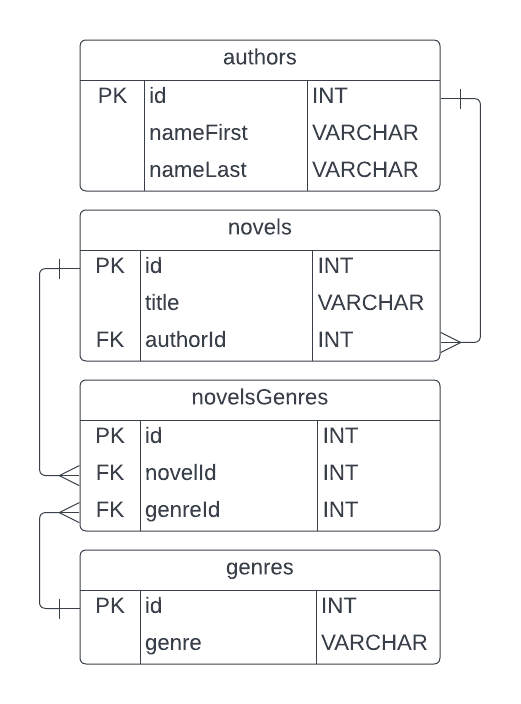 authors
PK id INT
nameFirst VARCHAR
nameLast VARCHAR
novels
PK id INT
title VARCHAR
FK authorId INT
novelsGenres
PK id INT
FK novelId INT
FK genreId INT
genres
PK id INT
genre VARCHAR